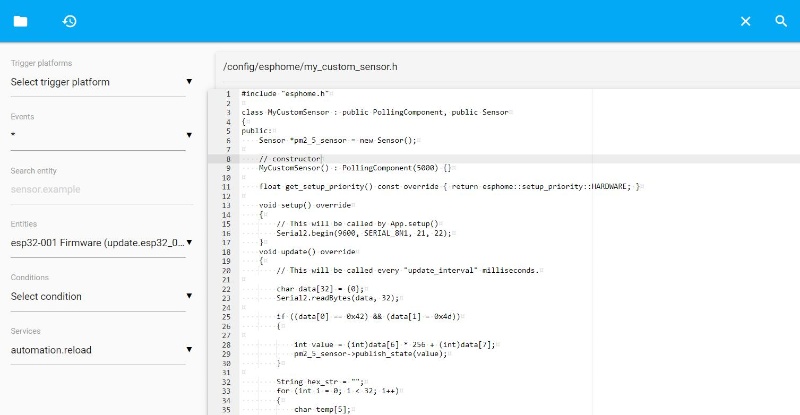 /config/esphome/my_custom_sensor.h
Trigger platforms
Select trigger platform
Events
*
Search entity
sensor.example
Entities
esp32-001 Firmware (update.esp32_0...
Conditions
Select condition
Services
automation.reload
1 #include "esphome.h"
2
3 class MyCustomSensor : public PollingComponent, public Sensor
4 {
5 public:
6 Sensor *pm2_5_sensor = new Sensor();
7
8 // constructor
9 MyCustomSensor() : PollingComponent(5000) {}
10
11 float get_setup_priority() const override { return esphome::setup_priority::HARDWARE; }
12
13 void setup() override
14 {
15 // This will be called by App.setup()
16 Serial2.begin(9600, SERIAL_8N1, 21, 22);
17 }
18 void update() override
19 {
20 // This will be called every "update_interval" milliseconds.
21
22 char data[32] = {0};
23 Serial2.readBytes(data, 32);
24
25 if ((data[0] == 0x42) && (data[1] = 0x4d))
26 {
27
28 int value = (int)data[6] * 256 + (int)data[7];
29 pm2_5_sensor->publish_state(value);
30 }
31
32 String hex_str = "";
33 for (int i = 0; i < 32; i++)
34 {
35 char temp[5];